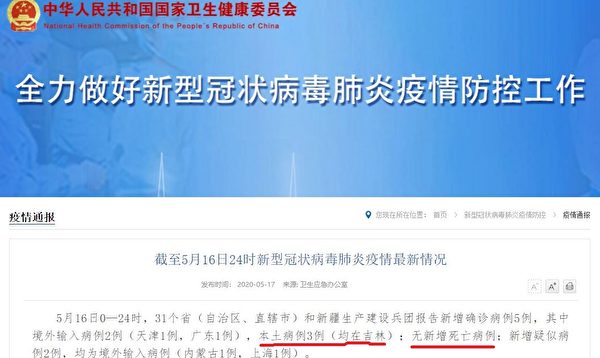 中华人民共和国国家卫生健康委员会
National Health Commission of the People's Republic of China
全力做好新型冠状病毒肺炎疫情防控工作
疫情通报
您现在所在位置： 首页 > 新型冠状病毒肺炎疫情防控 > 疫情通报
截至5月16日24时新型冠状病毒肺炎疫情最新情况
发布时间： 2020-05-17 来源: 卫生应急办公室
5月16日0—24时，31个省（自治区、直辖市）和新疆生产建设兵团报告新增确诊病例5例，其中
境外输入病例2例（天津1例，广东1例），本土病例3例（均在吉林）；无新增死亡病例；新增疑似病
例2例，均为境外输入病例（内蒙古1例，上海1例）。